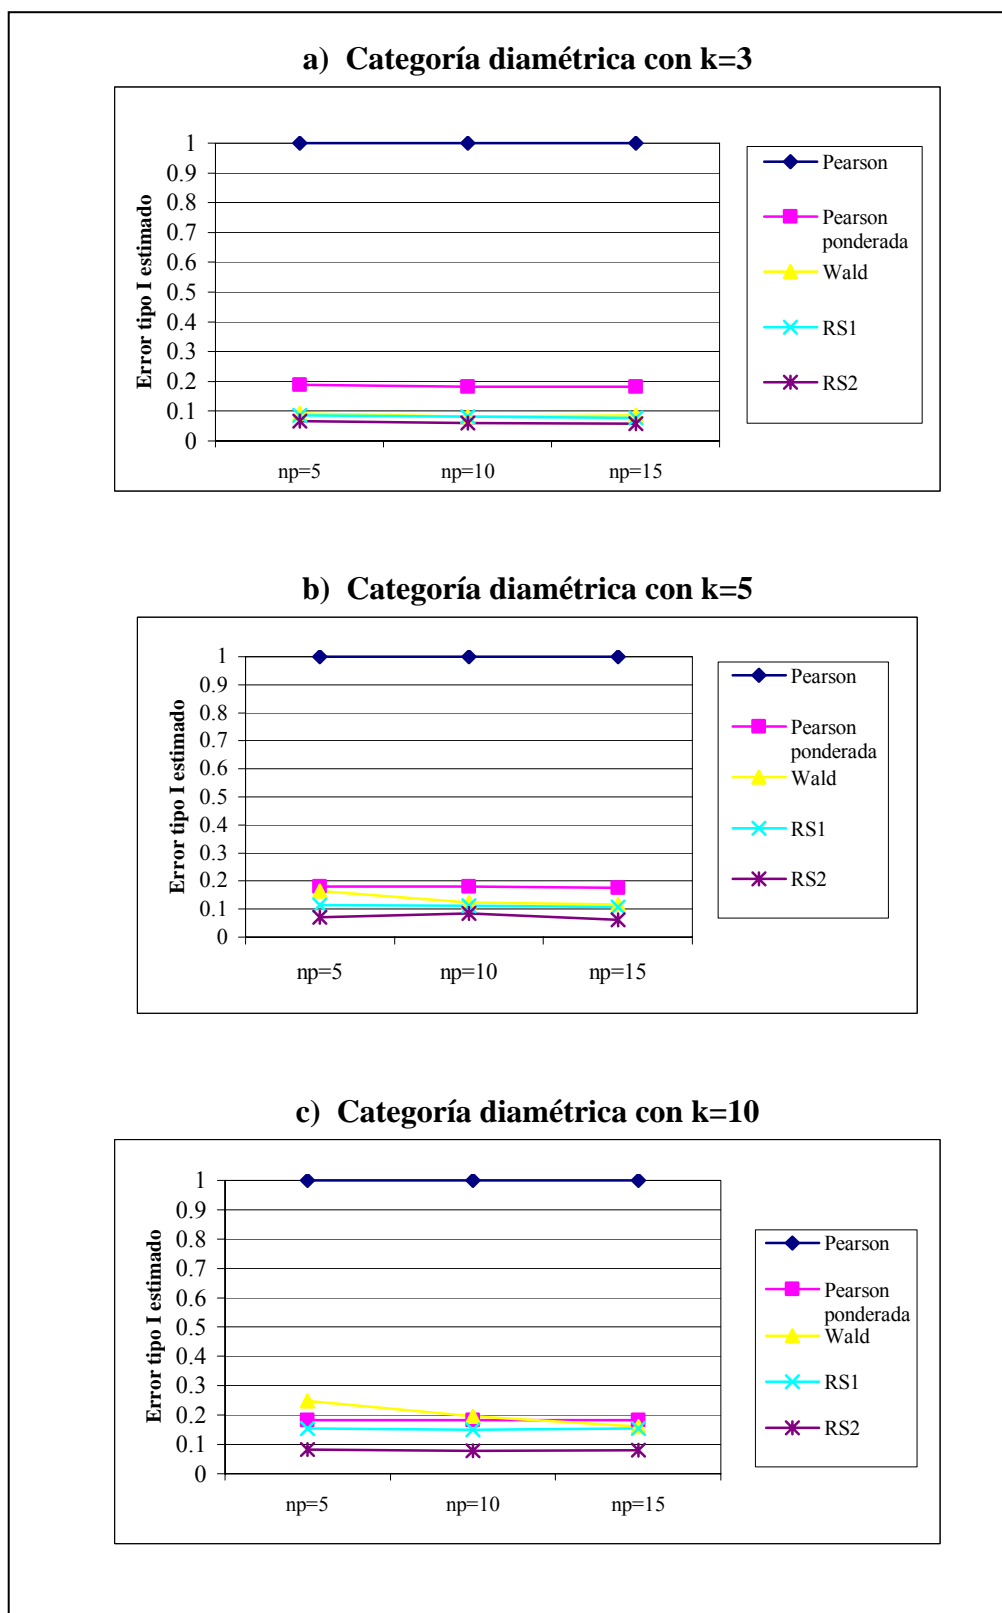 a) Categoría diamétrica con k=3
Error tipo I estimado
1
0.9
0.8
0.7
0.6
0.5
0.4
0.3
0.2
0.1
0
np=5 np=10 np=15
Pearson
Pearson
ponderada
Wald
RS1
RS2
b) Categoría diamétrica con k=5
Error tipo I estimado
1
0.9
0.8
0.7
0.6
0.5
0.4
0.3
0.2
0.1
0
np=5 np=10 np=15
Pearson
Pearson
ponderada
Wald
RS1
RS2
c) Categoría diamétrica con k=10
Error tipo I estimado
1
0.9
0.8
0.7
0.6
0.5
0.4
0.3
0.2
0.1
0
np=5 np=10 np=15
Pearson
Pearson
ponderada
Wald
RS1
RS2